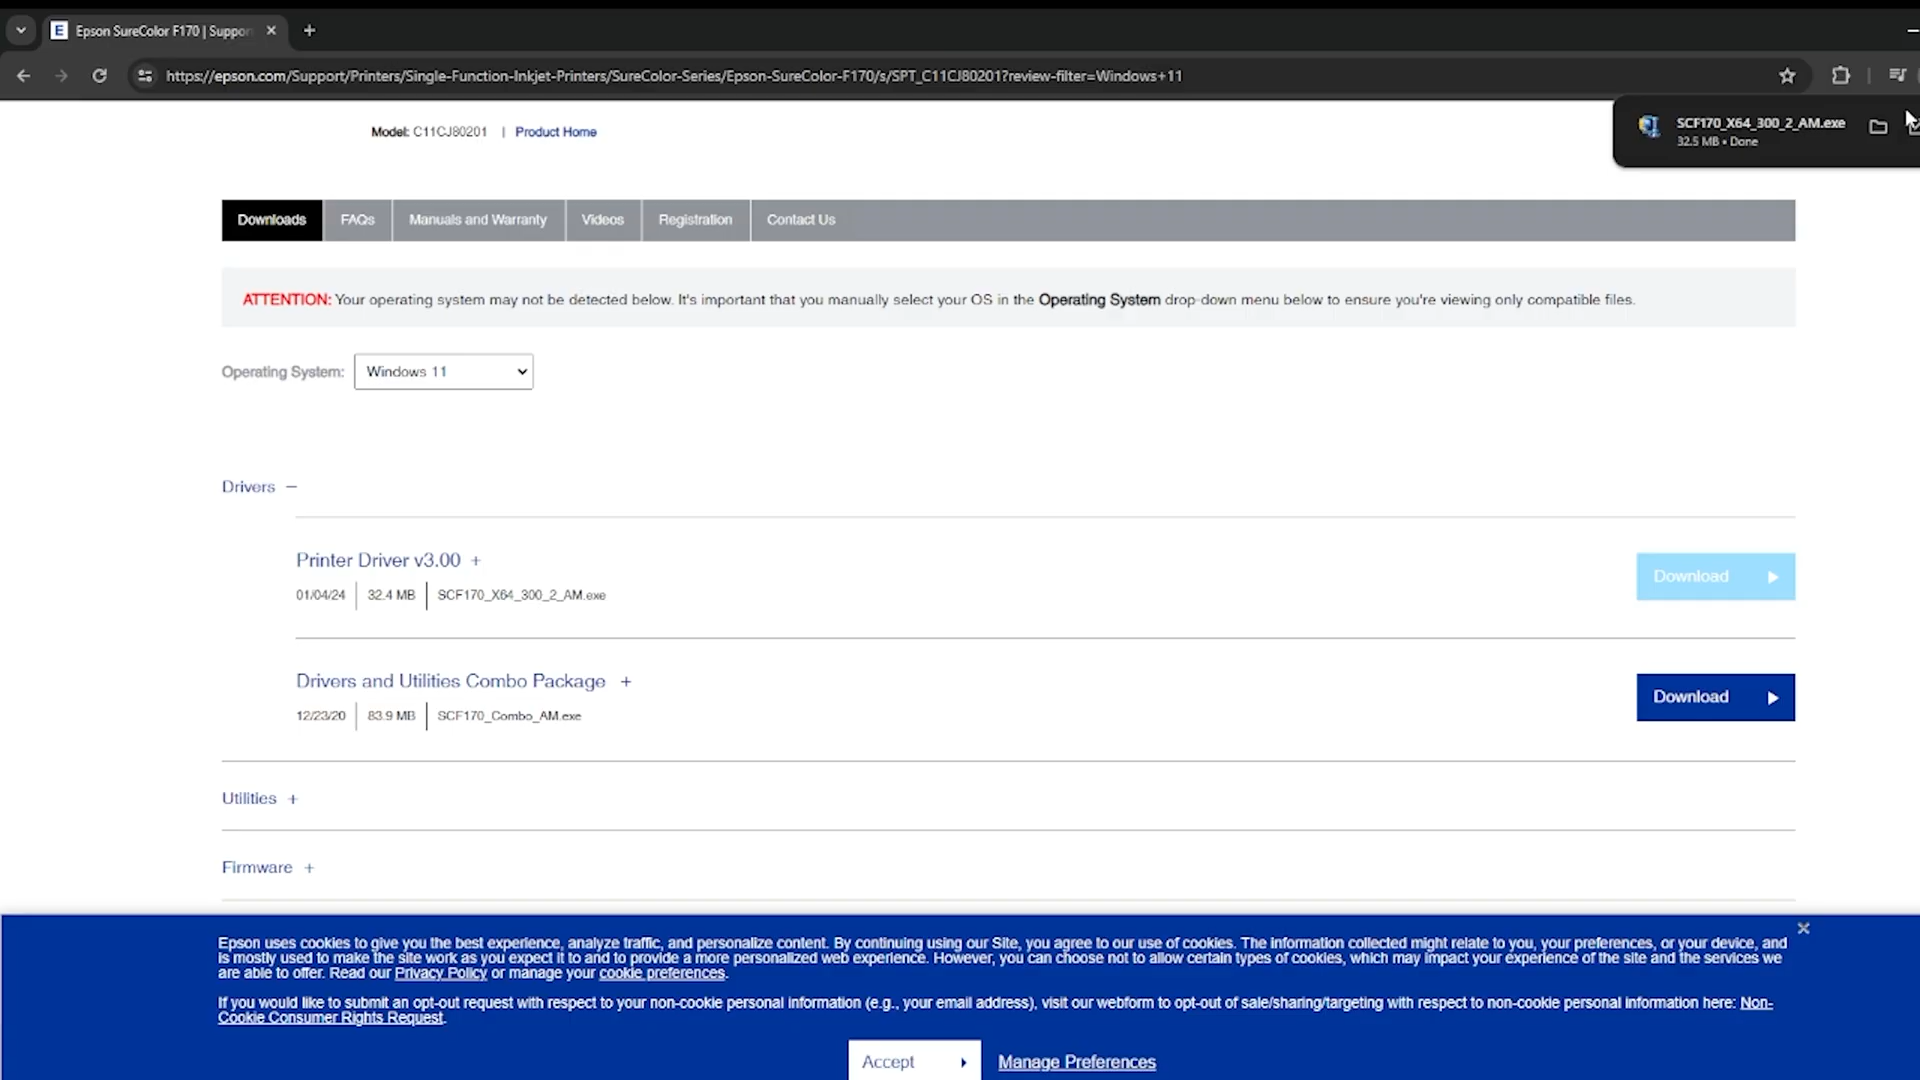 Epson SureColor F170 | Suppor
https://epson.com/Support/Printers/Single-Function-Inkjet-Printers/SureColor-Series/Epson-SureColor-F170/s/SPT_C11CJ80201?review-filter=Windows+11
SCF170_X64_300_2_AM.exe
32.5 MB • Done
Model: C11CJ80201 | Product Home
Downloads FAQs Manuals and Warranty Videos Registration Contact Us
ATTENTION: Your operating system may not be detected below. It's important that you manually select your OS in the Operating System drop-down menu below to ensure you're viewing only compatible files.
Operating System: Windows 11
Drivers −
Printer Driver v3.00 +
01/04/24 | 32.4 MB | SCF170_X64_300_2_AM.exe
Download
Drivers and Utilities Combo Package +
12/23/20 | 83.9 MB | SCF170_Combo_AM.exe
Download
Utilities +
Firmware +
Epson uses cookies to give you the best experience, analyze traffic, and personalize content. By continuing using our Site, you agree to our use of cookies. The information collected might relate to you, your preferences, or your device, and
is mostly used to make the site work as you expect it to and to provide a more personalized web experience. However, you can choose not to allow certain types of cookies, which may impact your experience of the site and the services we
are able to offer. Read our Privacy Policy or manage your cookie preferences.
If you would like to submit an opt-out request with respect to your non-cookie personal information (e.g., your email address), visit our webform to opt-out of sale/sharing/targeting with respect to non-cookie personal information here: Non-
Cookie Consumer Rights Request.
Accept Manage Preferences